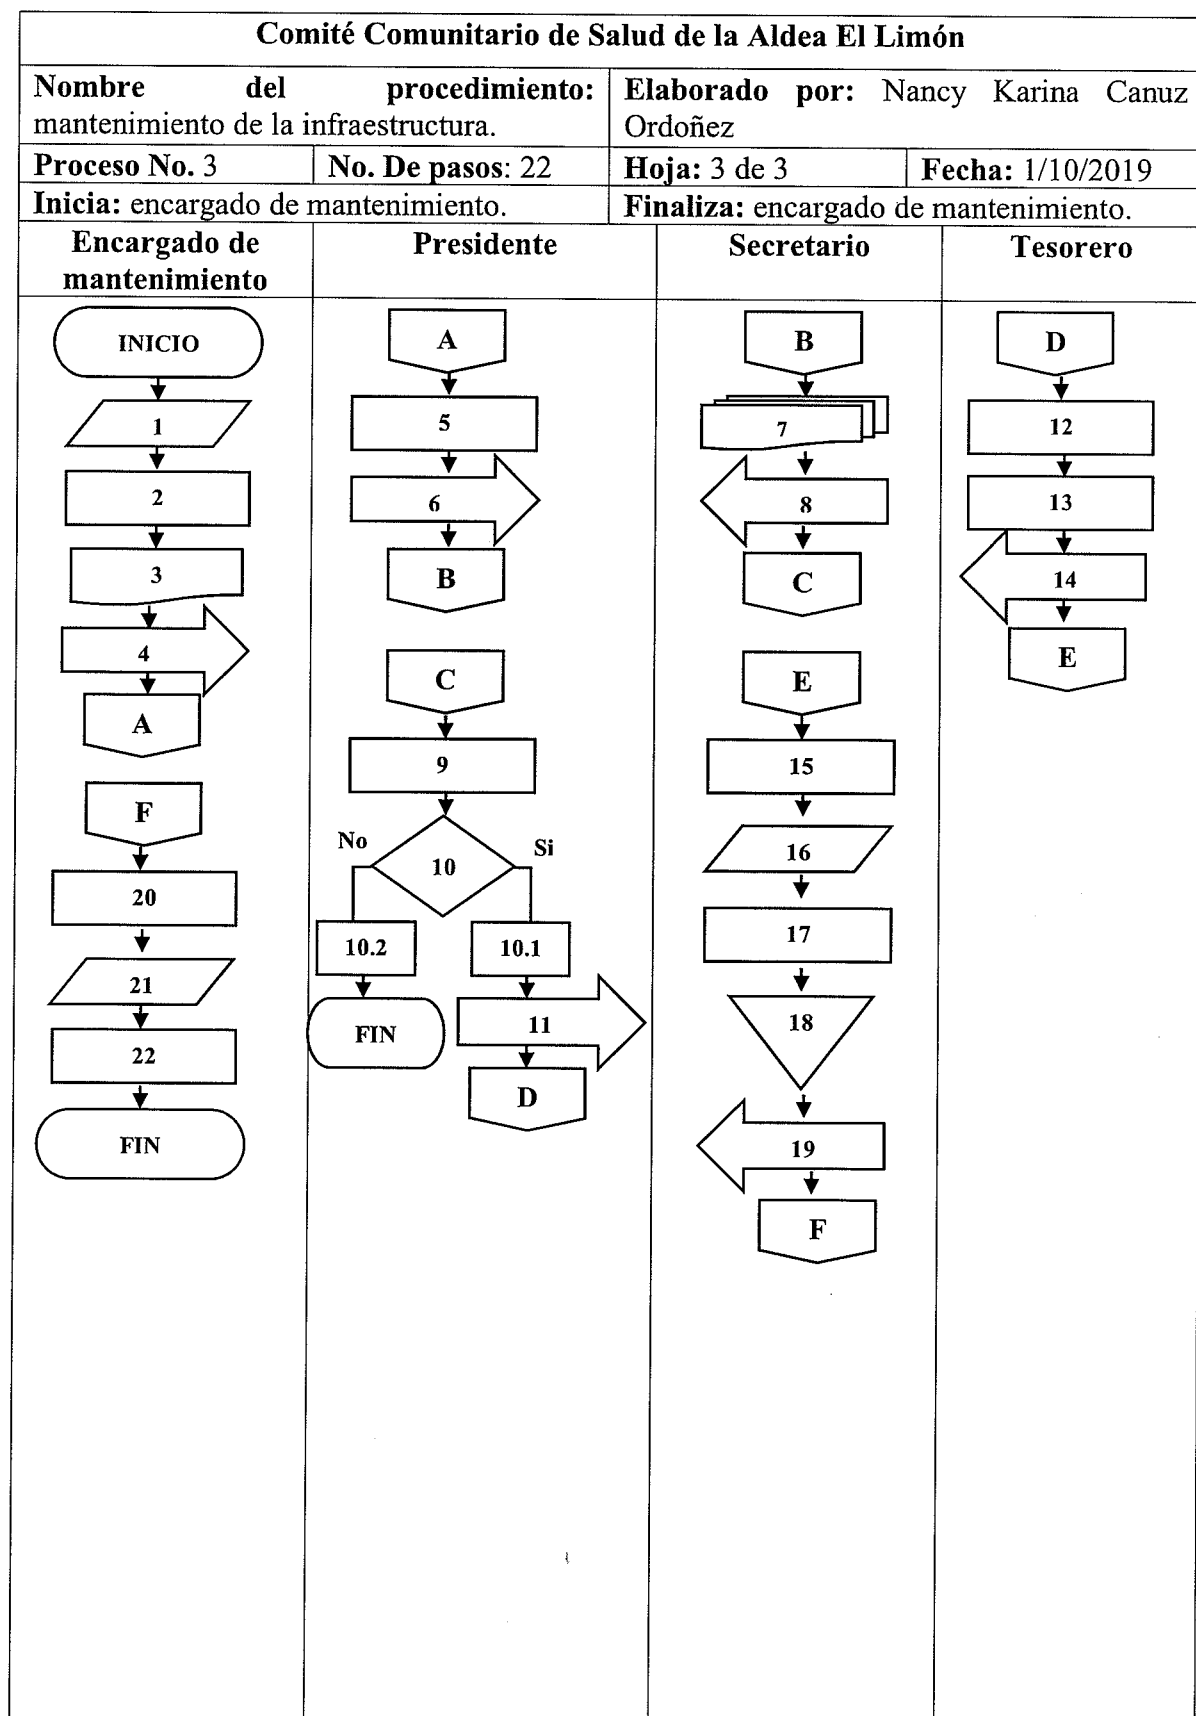 Comité Comunitario de Salud de la Aldea El Limón
Nombre del procedimiento:
mantenimiento de la infraestructura.
Elaborado por: Nancy Karina Canuz
Ordoñez
Proceso No. 3
No. De pasos: 22
Hoja: 3 de 3
Fecha: 1/10/2019
Inicia: encargado de mantenimiento.
Finaliza: encargado de mantenimiento.
Encargado de
mantenimiento
Presidente
Secretario
Tesorero
INICIO
1
2
3
4
A
F
20
21
22
FIN
A
5
6
B
C
9
No
Si
10
10.2
10.1
FIN
11
D
B
7
8
C
E
15
16
17
18
19
F
D
12
13
14
E